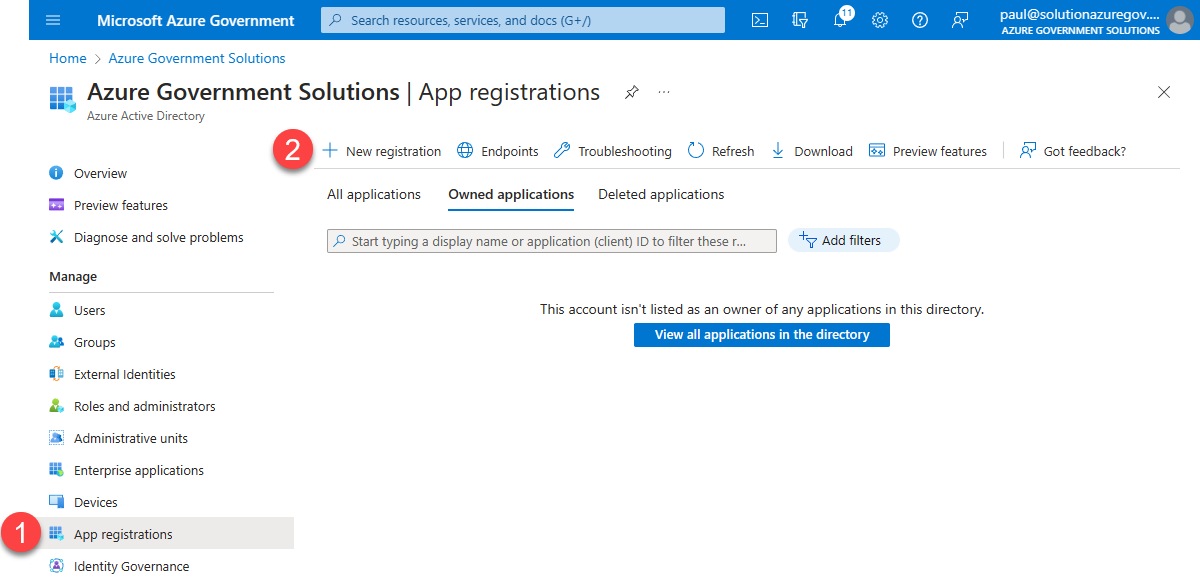 Microsoft Azure Government
Search resources, services, and docs (G+/)
11
paul@solutionazuregov....
AZURE GOVERNMENT SOLUTIONS
Home > Azure Government Solutions
Azure Government Solutions | App registrations
...
Azure Active Directory
2
+ New registration
Endpoints
Troubleshooting
Refresh
Download
Preview features
Got feedback?
Overview
Preview features
Diagnose and solve problems
Manage
Users
Groups
External Identities
Roles and administrators
Administrative units
Enterprise applications
Devices
1
App registrations
Identity Governance
All applications
Owned applications
Deleted applications
Start typing a display name or application (client) ID to filter these r...
Add filters
This account isn't listed as an owner of any applications in this directory.
View all applications in the directory